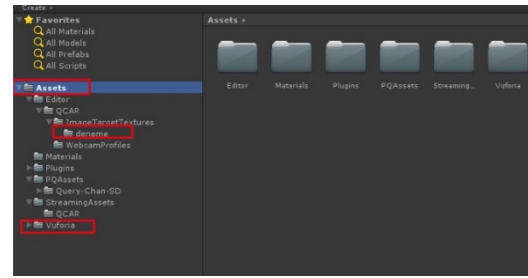 Create
Favorites
All Materials
All Models
All Prefabs
All Scripts
Assets
Editor
QCAR
ImageTargetTextures
deneme
WebcamProfiles
Materials
Plugins
PQAssets
Query-Chan-SD
StreamingAssets
QCAR
Vuforia
Assets
Editor Materials Plugins PQAssets Streaming... Vuforia